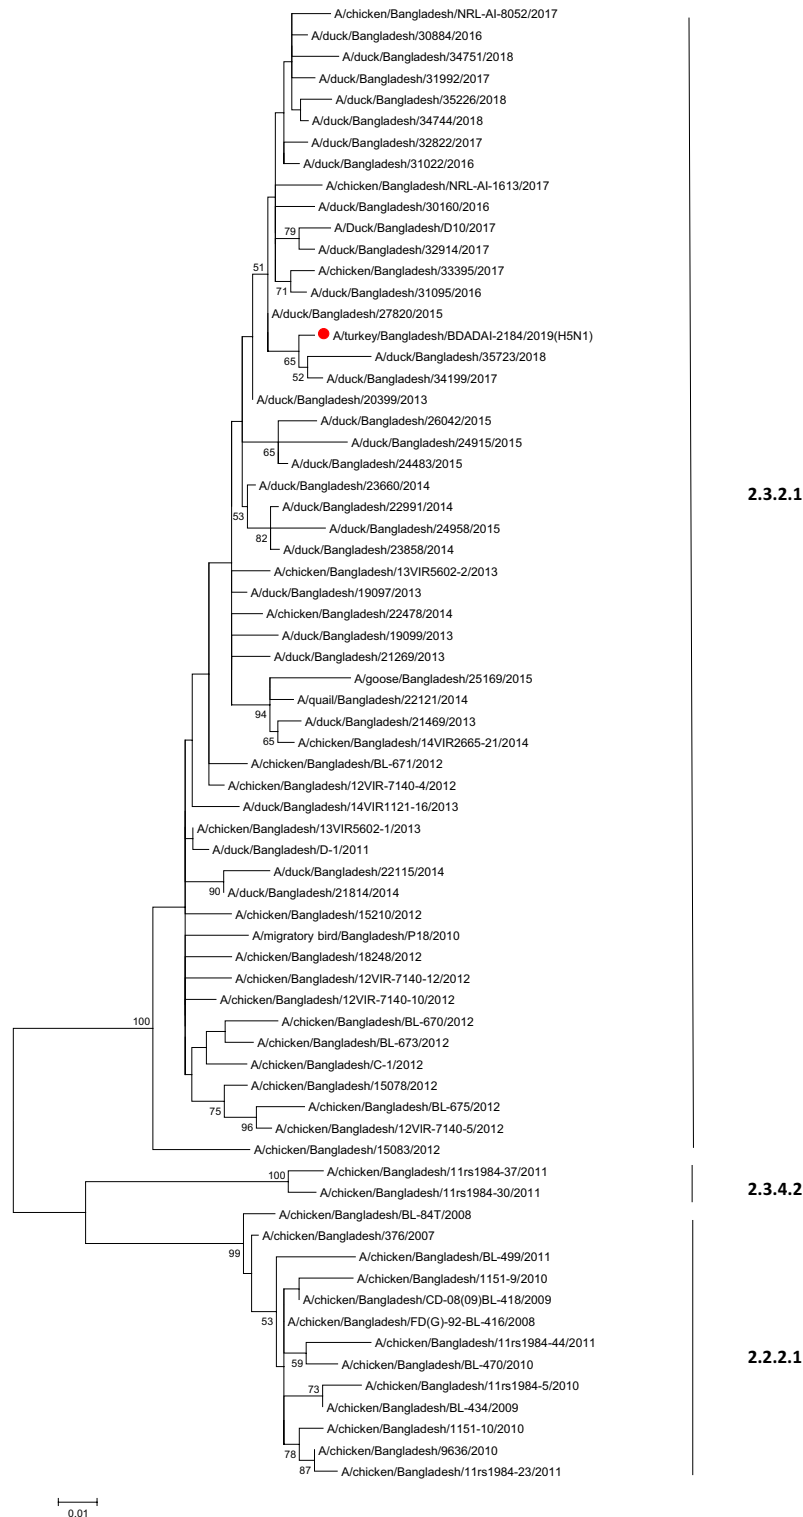 A/chicken/Bangladesh/NRL-AI-8052/2017
A/duck/Bangladesh/30884/2016
A/duck/Bangladesh/34751/2018
A/duck/Bangladesh/31992/2017
A/duck/Bangladesh/35226/2018
A/duck/Bangladesh/34744/2018
A/duck/Bangladesh/32822/2017
A/duck/Bangladesh/31022/2016
A/chicken/Bangladesh/NRL-AI-1613/2017
A/duck/Bangladesh/30160/2016
A/Duck/Bangladesh/D10/2017
79
A/duck/Bangladesh/32914/2017
A/chicken/Bangladesh/33395/2017
51
A/duck/Bangladesh/31095/2016
71
A/duck/Bangladesh/27820/2015
A/turkey/Bangladesh/BDADAI-2184/2019(H5N1)
A/duck/Bangladesh/35723/2018
65
A/duck/Bangladesh/34199/2017
52
A/duck/Bangladesh/20399/2013
A/duck/Bangladesh/26042/2015
A/duck/Bangladesh/24915/2015
65
A/duck/Bangladesh/24483/2015
A/duck/Bangladesh/23660/2014
2.3.2.1
A/duck/Bangladesh/22991/2014
53
A/duck/Bangladesh/24958/2015
82
A/duck/Bangladesh/23858/2014
A/chicken/Bangladesh/13VIR5602-2/2013
A/duck/Bangladesh/19097/2013
A/chicken/Bangladesh/22478/2014
A/duck/Bangladesh/19099/2013
A/duck/Bangladesh/21269/2013
A/goose/Bangladesh/25169/2015
A/quail/Bangladesh/22121/2014
94
A/duck/Bangladesh/21469/2013
65
A/chicken/Bangladesh/14VIR2665-21/2014
A/chicken/Bangladesh/BL-671/2012
A/chicken/Bangladesh/12VIR-7140-4/2012
A/duck/Bangladesh/14VIR1121-16/2013
A/chicken/Bangladesh/13VIR5602-1/2013
A/duck/Bangladesh/D-1/2011
A/duck/Bangladesh/22115/2014
90
A/duck/Bangladesh/21814/2014
A/chicken/Bangladesh/15210/2012
A/migratory bird/Bangladesh/P18/2010
A/chicken/Bangladesh/18248/2012
A/chicken/Bangladesh/12VIR-7140-12/2012
A/chicken/Bangladesh/12VIR-7140-10/2012
100
A/chicken/Bangladesh/BL-670/2012
A/chicken/Bangladesh/BL-673/2012
A/chicken/Bangladesh/C-1/2012
A/chicken/Bangladesh/15078/2012
75
A/chicken/Bangladesh/BL-675/2012
96
A/chicken/Bangladesh/12VIR-7140-5/2012
A/chicken/Bangladesh/15083/2012
A/chicken/Bangladesh/11rs1984-37/2011
100
A/chicken/Bangladesh/11rs1984-30/2011
2.3.4.2
A/chicken/Bangladesh/BL-84T/2008
A/chicken/Bangladesh/376/2007
99
A/chicken/Bangladesh/BL-499/2011
A/chicken/Bangladesh/1151-9/2010
A/chicken/Bangladesh/CD-08(09)BL-418/2009
53
A/chicken/Bangladesh/FD(G)-92-BL-416/2008
A/chicken/Bangladesh/11rs1984-44/2011
2.2.2.1
59
A/chicken/Bangladesh/BL-470/2010
A/chicken/Bangladesh/11rs1984-5/2010
73
A/chicken/Bangladesh/BL-434/2009
A/chicken/Bangladesh/1151-10/2010
78
A/chicken/Bangladesh/9636/2010
87
A/chicken/Bangladesh/11rs1984-23/2011
0.01